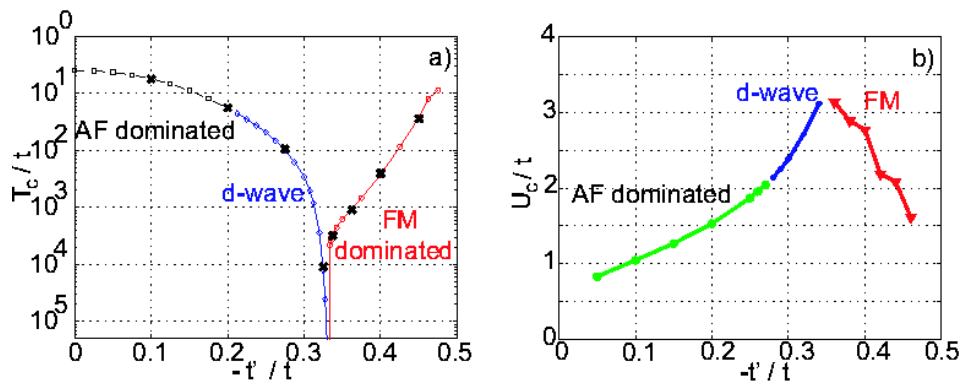 a)
10^0
10^1
10^2
10^3
10^4
10^5
T_c / t
AF dominated
d-wave
FM
dominated
0 0.1 0.2 0.3 0.4 0.5
-t' / t
b)
4
3
2
1
0
U_c / t
d-wave
FM
AF dominated
0 0.1 0.2 0.3 0.4 0.5
-t' / t